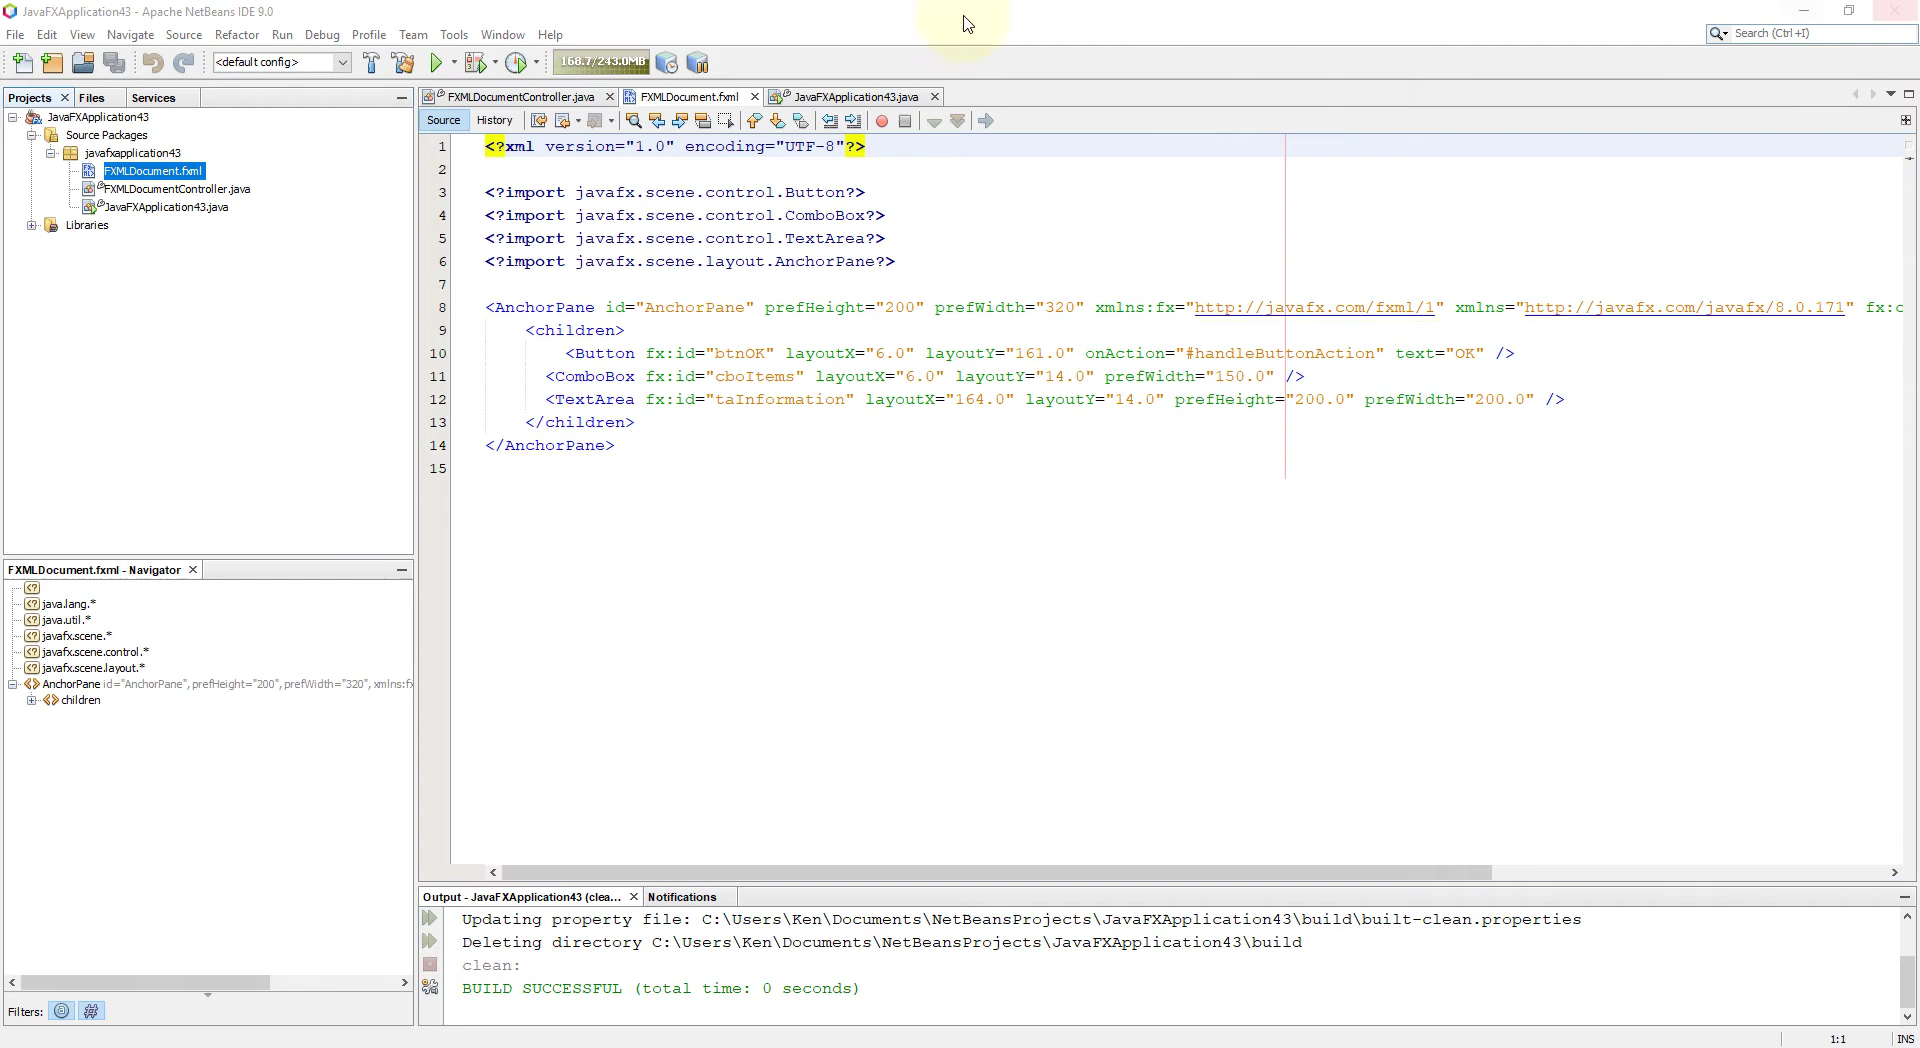 JavaFXApplication43 - Apache NetBeans IDE 9.0
File Edit View Navigate Source Refactor Run Debug Profile Team Tools Window Help
Search (Ctrl+I)
<default config>
168.7/243.0MB
Projects Files Services
FXMLDocumentController.java FXMLDocument.fxml JavaFXApplication43.java
Source History
JavaFXApplication43
Source Packages
javafxapplication43
FXMLDocument.fxml
FXMLDocumentController.java
JavaFXApplication43.java
Libraries
1 <?xml version="1.0" encoding="UTF-8"?>
2
3 <?import javafx.scene.control.Button?>
4 <?import javafx.scene.control.ComboBox?>
5 <?import javafx.scene.control.TextArea?>
6 <?import javafx.scene.layout.AnchorPane?>
7
8 <AnchorPane id="AnchorPane" prefHeight="200" prefWidth="320" xmlns:fx="http://javafx.com/fxml/1" xmlns="http://javafx.com/javafx/8.0.171" fx:c
9 <children>
10 <Button fx:id="btnOK" layoutX="6.0" layoutY="161.0" onAction="#handleButtonAction" text="OK" />
11 <ComboBox fx:id="cboItems" layoutX="6.0" layoutY="14.0" prefWidth="150.0" />
12 <TextArea fx:id="taInformation" layoutX="164.0" layoutY="14.0" prefHeight="200.0" prefWidth="200.0" />
13 </children>
14 </AnchorPane>
15
FXMLDocument.fxml - Navigator
java.lang.*
java.util.*
javafx.scene.*
javafx.scene.control.*
javafx.scene.layout.*
AnchorPane id="AnchorPane", prefHeight="200", prefWidth="320", xmlns:fx
children
Filters:
Output - JavaFXApplication43 (clea... Notifications
Updating property file: C:\Users\Ken\Documents\NetBeansProjects\JavaFXApplication43\build\built-clean.properties
Deleting directory C:\Users\Ken\Documents\NetBeansProjects\JavaFXApplication43\build
clean:
BUILD SUCCESSFUL (total time: 0 seconds)
1:1 INS